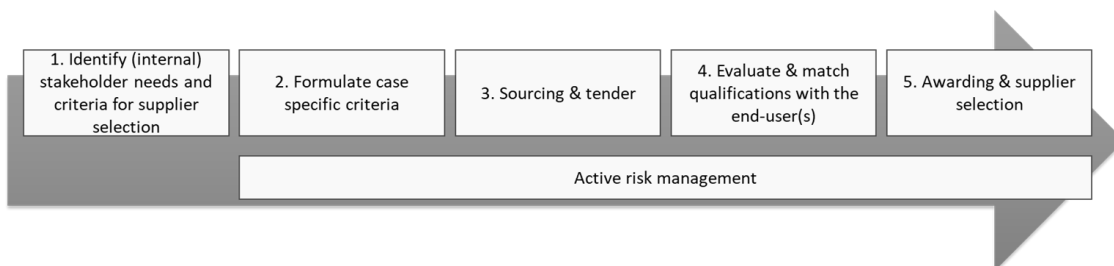 1. Identify (internal)
stakeholder needs and
criteria for supplier
selection
2. Formulate case
specific criteria
3. Sourcing & tender
4. Evaluate & match
qualifications with the
end-user(s)
5. Awarding & supplier
selection
Active risk management